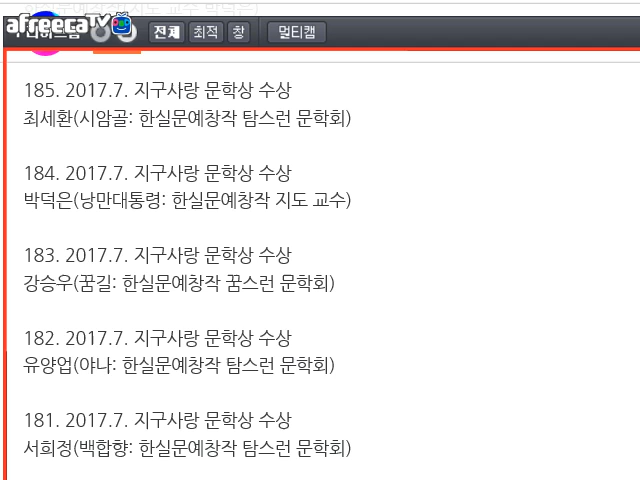 afreecaTV
전체 최적 창 멀티캠
185. 2017.7. 지구사랑 문학상 수상
최세환(시암골: 한실문예창작 탐스런 문학회)
184. 2017.7. 지구사랑 문학상 수상
박덕은(낭만대통령: 한실문예창작 지도 교수)
183. 2017.7. 지구사랑 문학상 수상
강승우(꿈길: 한실문예창작 꿈스런 문학회)
182. 2017.7. 지구사랑 문학상 수상
유양업(야나: 한실문예창작 탐스런 문학회)
181. 2017.7. 지구사랑 문학상 수상
서희정(백합향: 한실문예창작 탐스런 문학회)